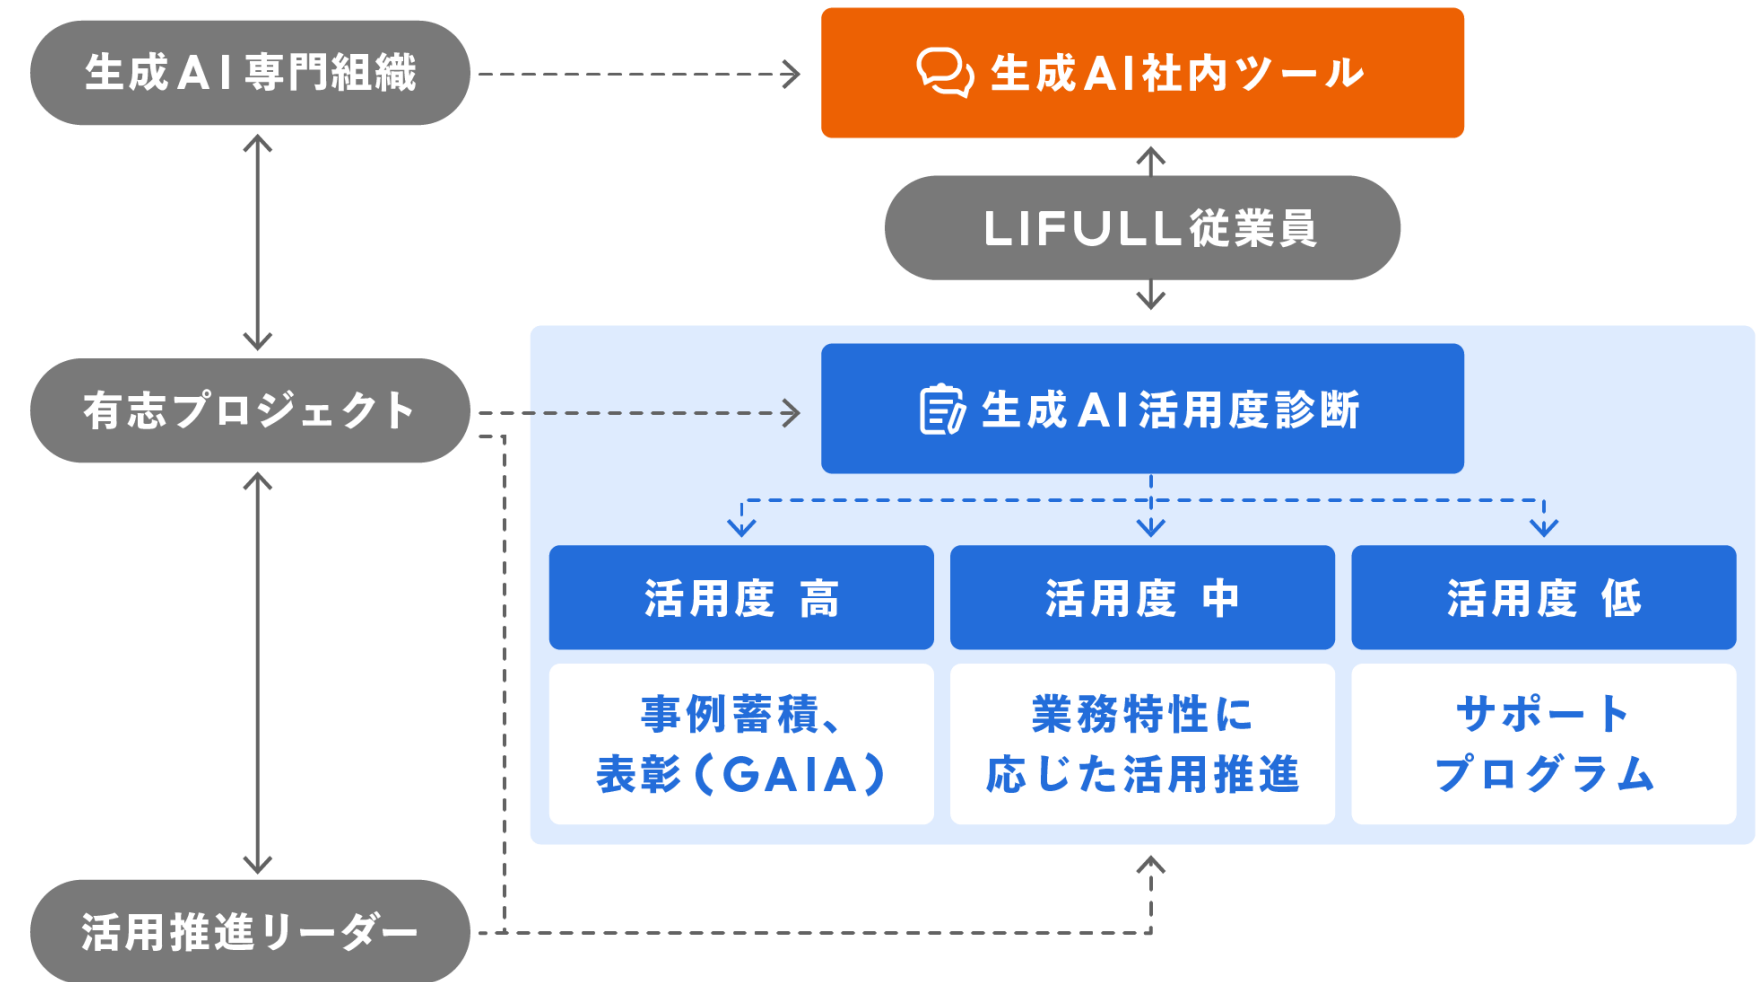 生成AI専門組織
生成AI社内ツール
LIFULL従業員
有志プロジェクト
生成AI活用度診断
活用度 高
活用度 中
活用度 低
事例蓄積、
表彰（GAIA）
業務特性に
応じた活用推進
サポート
プログラム
活用推進リーダー